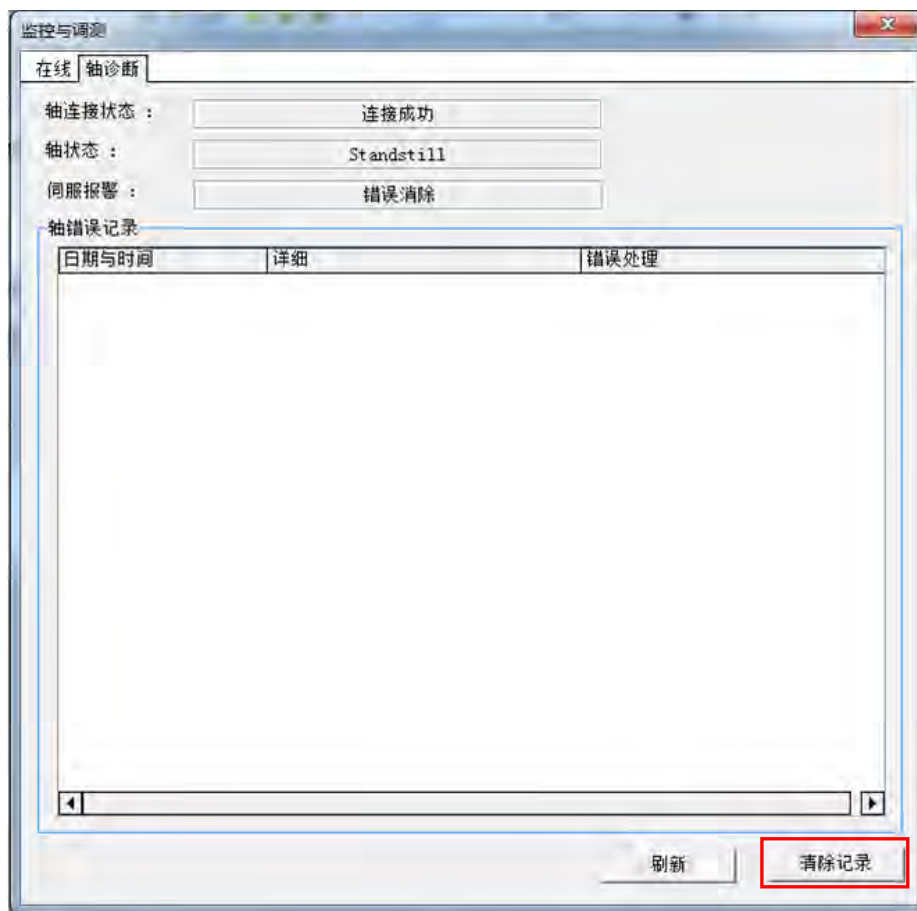 监控与调测
在线 轴诊断
轴连接状态 : 连接成功
轴状态 : Standstill
伺服报警 : 错误消除
轴错误记录
日期与时间 详细 错误处理
刷新 清除记录